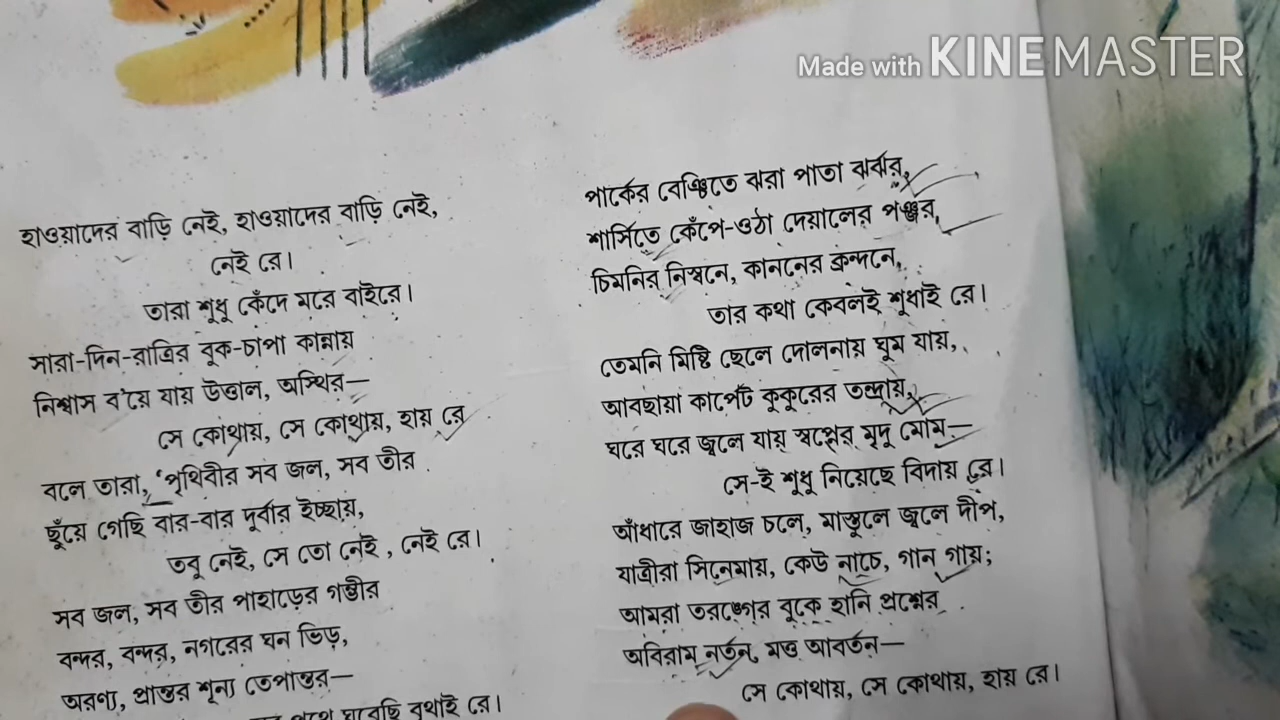 Made with KINEMASTER
হাওয়াদের বাড়ি নেই, হাওয়াদের বাড়ি নেই,
নেই রে।
তারা শুধু কেঁদে মরে বাইরে।
সারা-দিন-রাত্রির বুক-চাপা কান্নায়
নিশ্বাস ব'য়ে যায় উত্তাল, অস্থির—
সে কোথায়, সে কোথায়, হায় রে
বলে তারা, 'পৃথিবীর সব জল, সব তীর
ছুঁয়ে গেছি বার-বার দুর্বার ইচ্ছায়,
তবু নেই, সে তো নেই, নেই রে।
সব জল, সব তীর পাহাড়ের গম্ভীর
বন্দর, বন্দর, নগরের ঘন ভিড়,
অরণ্য, প্রান্তর শূন্য তেপান্তর—
পথে ঘুরেছি বৃথাই রে।
পার্কের বেঞ্চিতে ঝরা পাতা ঝর্ঝর,
শার্সিতে কেঁপে-ওঠা দেয়ালের পঞ্জর,
চিমনির নিস্বনে, কাননের ক্রন্দনে,
তার কথা কেবলই শুধাই রে।
তেমনি মিষ্টি ছেলে দোলনায় ঘুম যায়,
আবছায়া কার্পেট কুকুরের তন্দ্রায়,
ঘরে ঘরে জ্বলে যায় স্বপ্নের মৃদু মোম—
সে-ই শুধু নিয়েছে বিদায় রে।
আঁধারে জাহাজ চলে, মাস্তুলে জ্বলে দীপ,
যাত্রীরা সিনেমায়, কেউ নাচে, গান গায়;
আমরা তরঙ্গের বুকে হানি প্রশ্নের
অবিরাম নর্তন, মত্ত আবর্তন—
সে কোথায়, সে কোথায়, হায় রে।